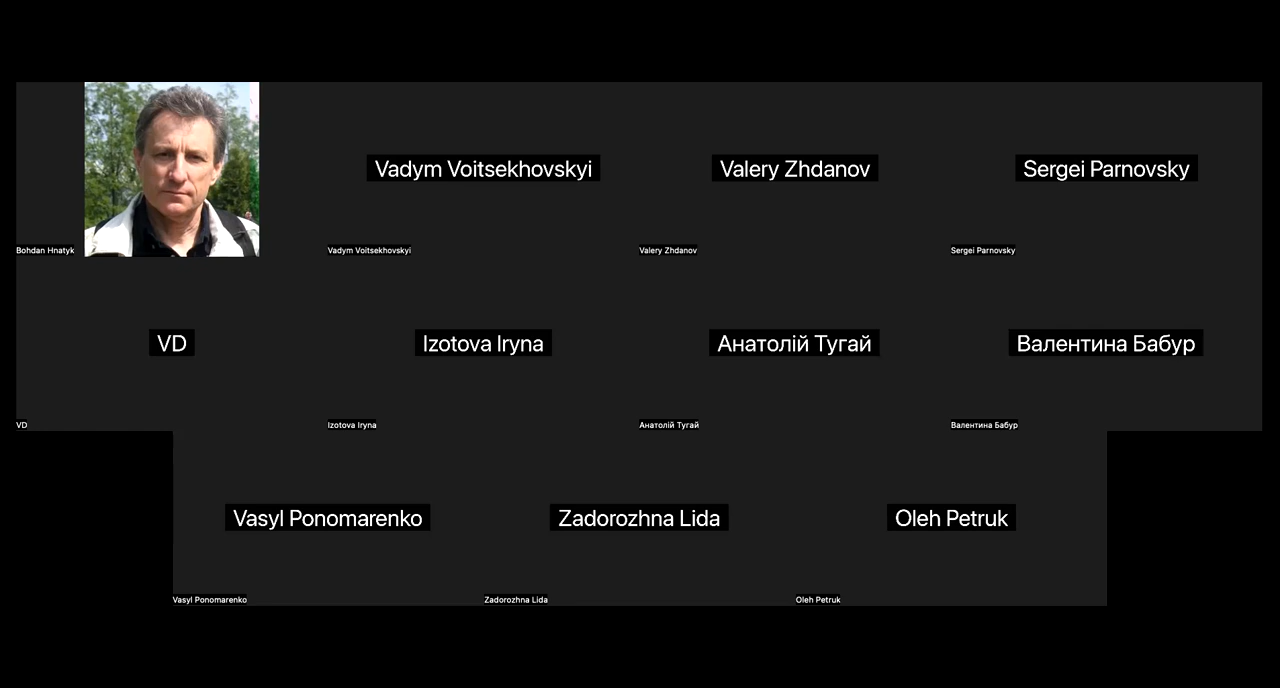 Bohdan Hnatyk
Vadym Voitsekhovskyi
Vadym Voitsekhovskyi
Valery Zhdanov
Valery Zhdanov
Sergei Parnovsky
Sergei Parnovsky
VD
VD
Izotova Iryna
Izotova Iryna
Анатолій Тугай
Анатолій Тугай
Валентина Бабур
Валентина Бабур
Vasyl Ponomarenko
Vasyl Ponomarenko
Zadorozhna Lida
Zadorozhna Lida
Oleh Petruk
Oleh Petruk